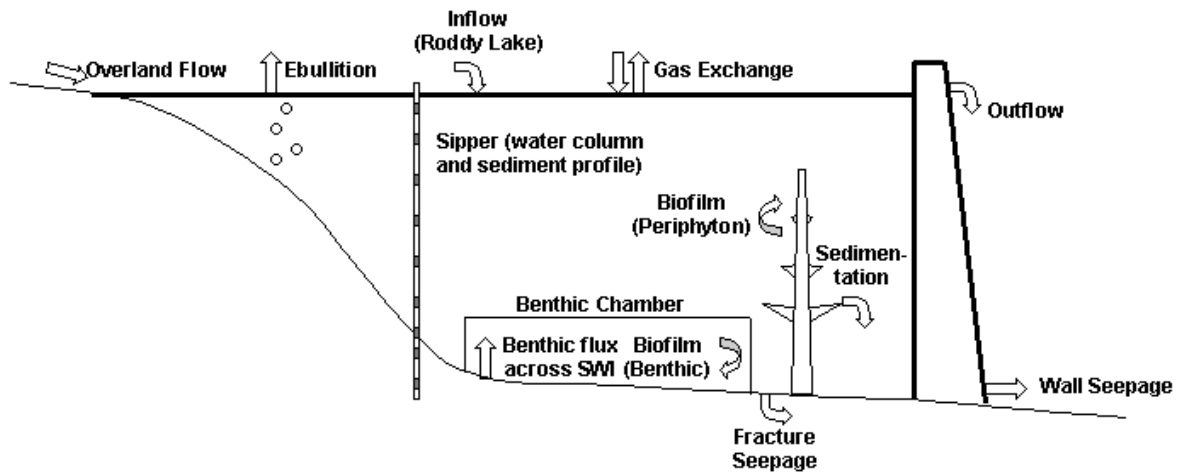 Inflow
(Roddy Lake)
Overland Flow
Ebullition
Gas Exchange
Outflow
Sipper (water column
and sediment profile)
Biofilm
(Periphyton)
Sedimen-
tation
Benthic Chamber
Benthic flux
across SWI
Biofilm
(Benthic)
Wall Seepage
Fracture
Seepage